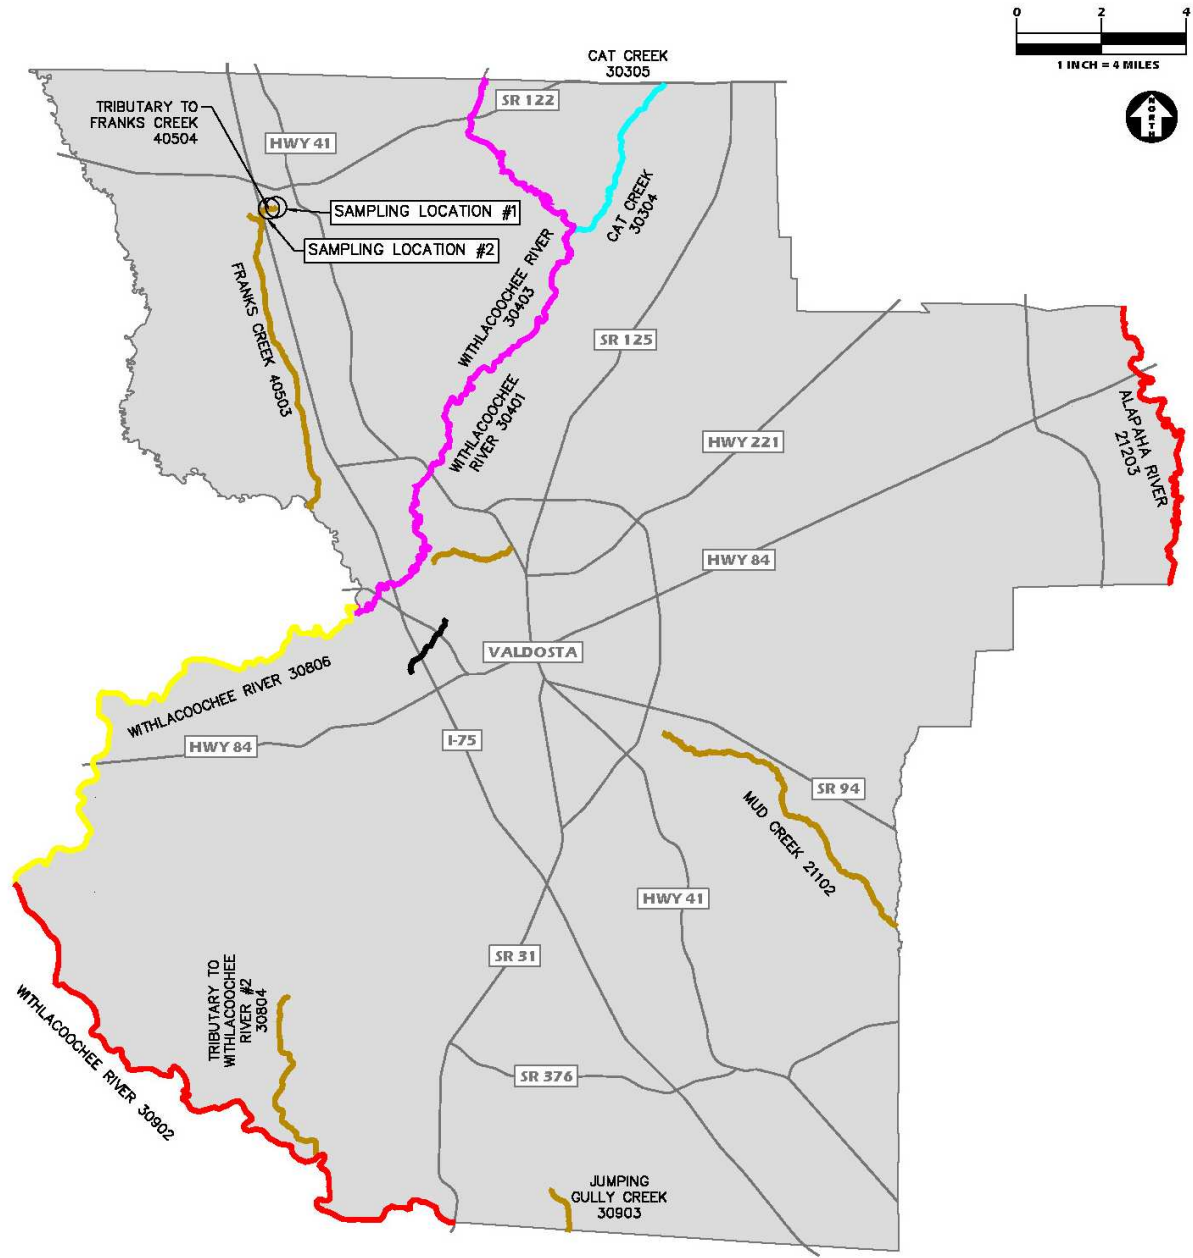 0 2 4
1 INCH = 4 MILES
NORTH
CAT CREEK
30305
SR 122
TRIBUTARY TO
FRANKS CREEK
40504
HWY 41
SAMPLING LOCATION #1
SAMPLING LOCATION #2
CAT CREEK
30304
WITHLACOOCHEE RIVER
30403
FRANKS CREEK 40503
SR 125
WITHLACOOCHEE
RIVER 30401
HWY 221
ALAPAHA RIVER
21203
HWY 84
VALDOSTA
WITHLACOOCHEE RIVER 30806
HWY 84
I-75
SR 94
MUD CREEK 21102
HWY 41
SR 31
TRIBUTARY TO
WITHLACOOCHEE
RIVER #2
30804
WITHLACOOCHEE RIVER 30902
SR 376
JUMPING
GULLY CREEK
30903